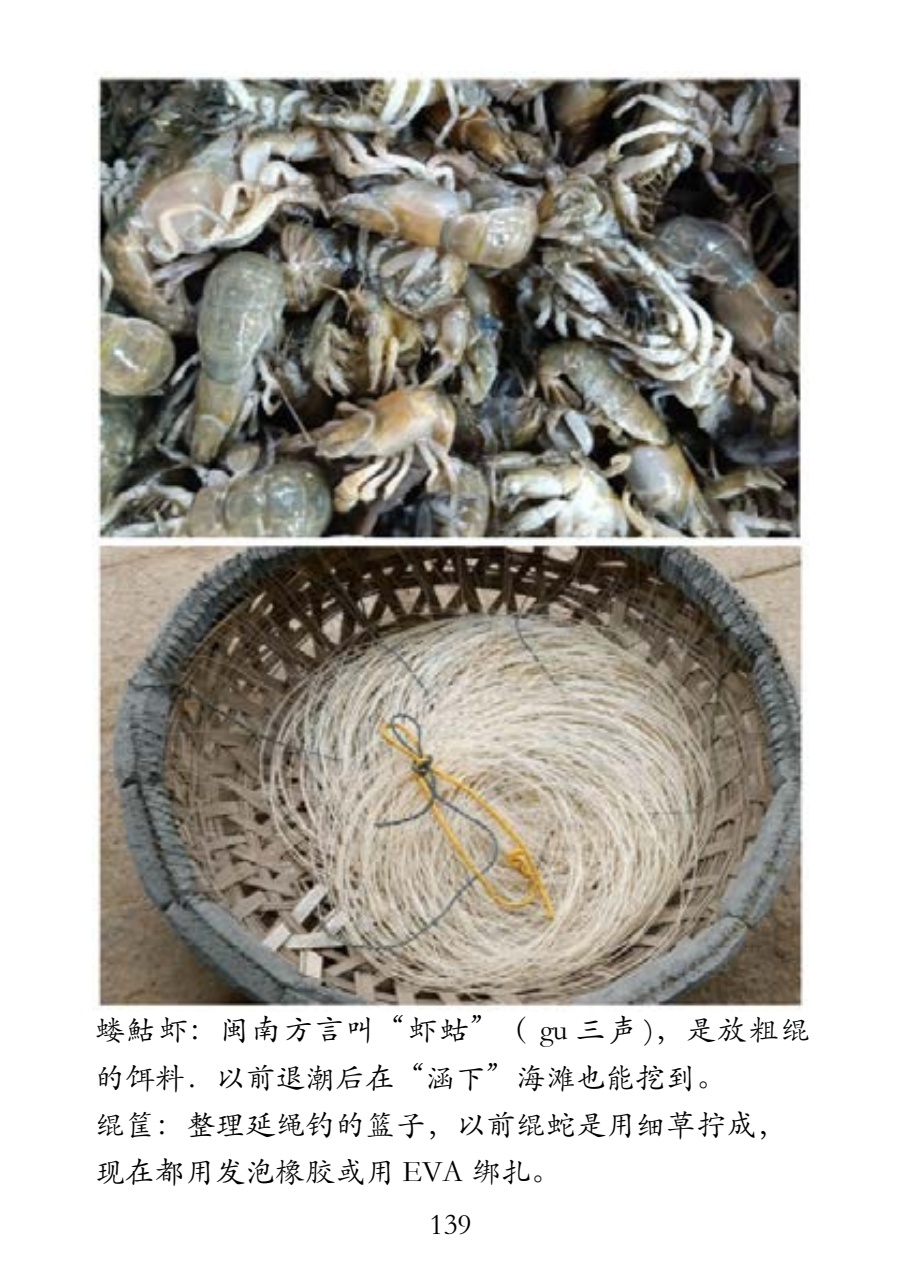 蝼鲇虾：闽南方言叫“虾蛄”（ gu 三声），是放粗绲
的饵料．以前退潮后在“涵下”海滩也能挖到。
绲筐：整理延绳钓的篮子，以前绲蛇是用细草拧成，
现在都用发泡橡胶或用 EVA 绑扎。
139